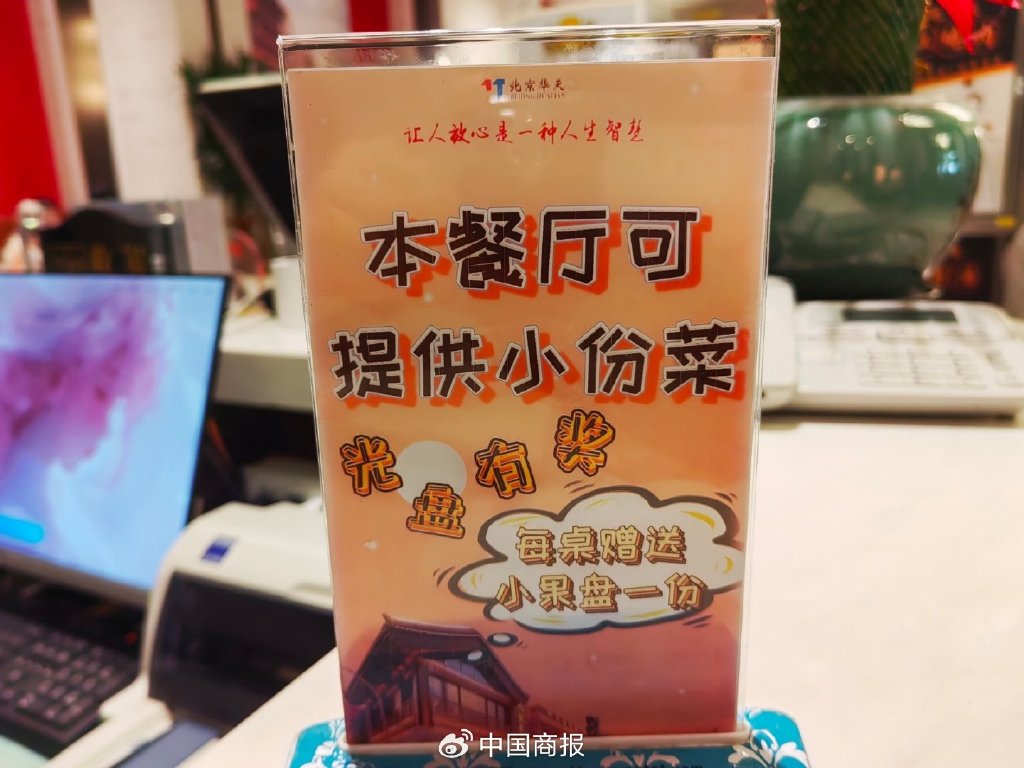 北京华天
BEIJING HUATIAN
让人放心是一种人生智慧
本餐厅可
提供小份菜
光盘有奖
每桌赠送
小果盘一份
中国商报